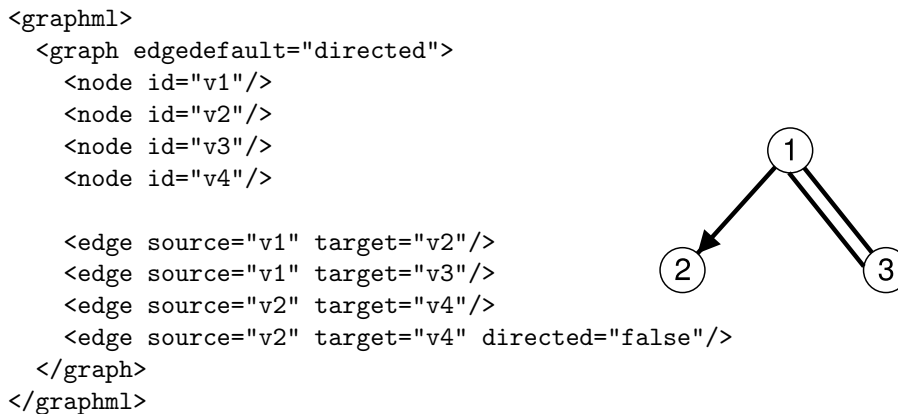 <graphml>
  <graph edgedefault="directed">
    <node id="v1"/>
    <node id="v2"/>
    <node id="v3"/>
    <node id="v4"/>

    <edge source="v1" target="v2"/>
    <edge source="v1" target="v3"/>
    <edge source="v2" target="v4"/>
    <edge source="v2" target="v4" directed="false"/>
  </graph>
</graphml>
1
2
3